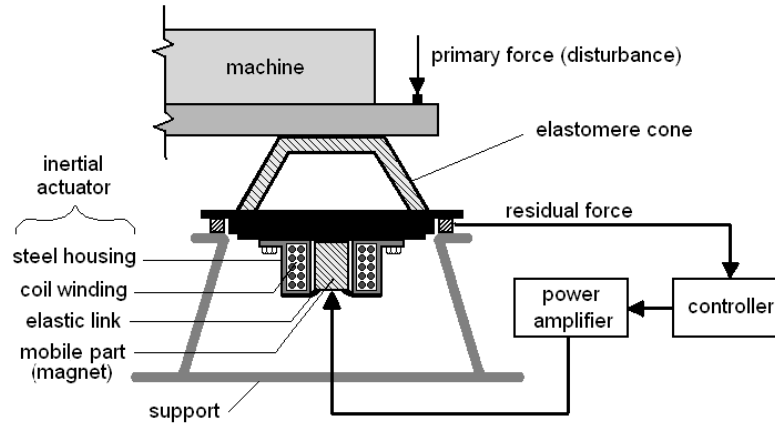 machine
primary force (disturbance)
elastomere cone
inertial
actuator
residual force
steel housing
coil winding
elastic link
mobile part
(magnet)
support
power
amplifier
controller